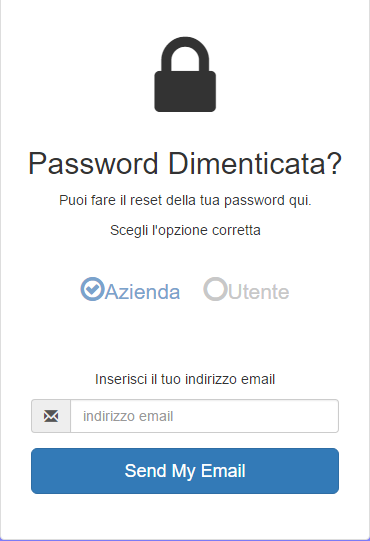 Password Dimenticata?
Puoi fare il reset della tua password qui.
Scegli l'opzione corretta
Azienda Utente
Inserisci il tuo indirizzo email
indirizzo email
Send My Email